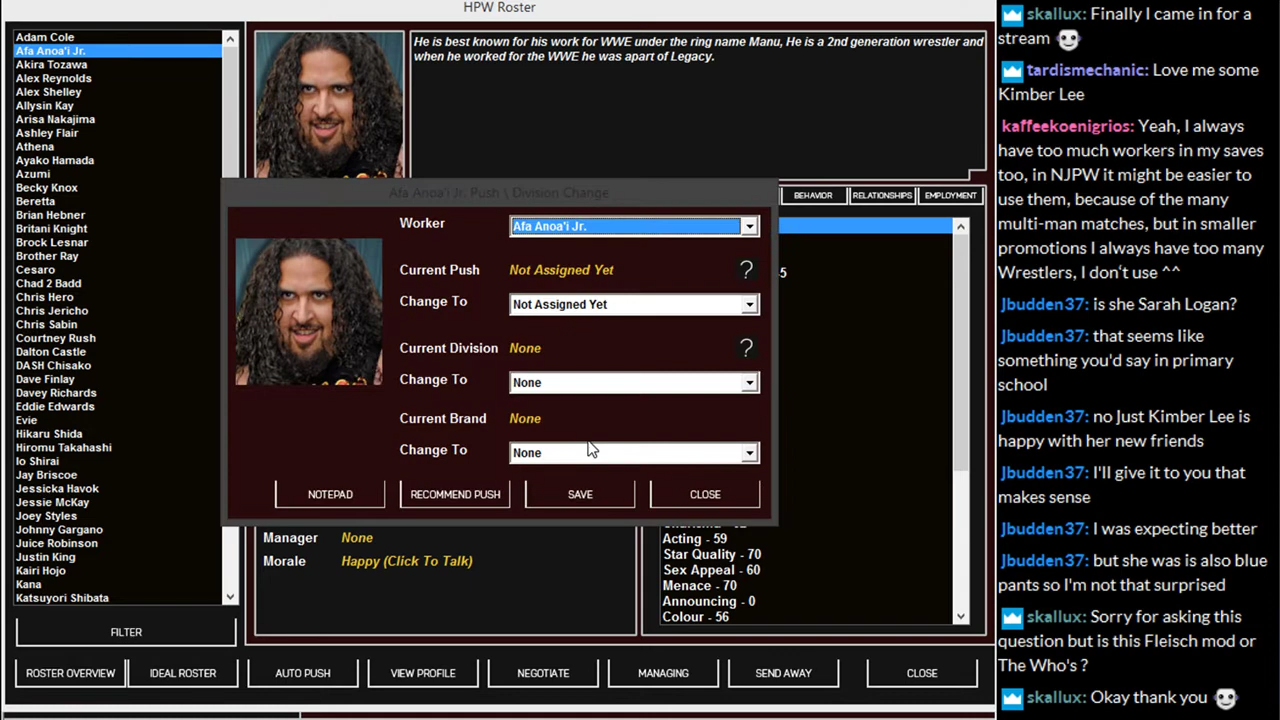 HPW Roster
Adam Cole
Afa Anoa'i Jr.
Akira Tozawa
Alex Reynolds
Alex Shelley
Allysin Kay
Arisa Nakajima
Ashley Flair
Athena
Ayako Hamada
Azumi
Becky Knox
Beretta
Brian Hebner
Britani Knight
Brock Lesnar
Brother Ray
Cesaro
Chad 2 Badd
Chris Hero
Chris Jericho
Chris Sabin
Courtney Rush
Dalton Castle
DASH Chisako
Dave Finlay
Davey Richards
Eddie Edwards
Evie
Hikaru Shida
Hiromu Takahashi
Io Shirai
Jay Briscoe
Jessicka Havok
Jessie McKay
Joey Styles
Johnny Gargano
Juice Robinson
Justin King
Kairi Hojo
Kana
Katsuyori Shibata
FILTER
He is best known for his work for WWE under the ring name Manu, He is a 2nd generation wrestler and
when he worked for the WWE he was apart of Legacy.
BEHAVIOR
RELATIONSHIPS
EMPLOYMENT
Afa Anoa'i Jr. Push \ Division Change
Worker
Afa Anoa'i Jr.
Current Push
Not Assigned Yet
?
Change To
Not Assigned Yet
Current Division
None
?
Change To
None
Current Brand
None
Change To
None
NOTEPAD
RECOMMEND PUSH
SAVE
CLOSE
Manager
None
Morale
Happy (Click To Talk)
Acting - 59
Star Quality - 70
Sex Appeal - 60
Menace - 70
Announcing - 0
Colour - 56
ROSTER OVERVIEW
IDEAL ROSTER
AUTO PUSH
VIEW PROFILE
NEGOTIATE
MANAGING
SEND AWAY
CLOSE
skallux: Finally I came in for a
stream
tardismechanic: Love me some
Kimber Lee
kaffeekoenigrios: Yeah, I always
have too much workers in my saves
too, in NJPW it might be easier to
use them, because of the many
multi-man matches, but in smaller
promotions I always have too many
Wrestlers, I don't use ^^
Jbudden37: is she Sarah Logan?
Jbudden37: that seems like
something you'd say in primary
school
Jbudden37: no Just Kimber Lee is
happy with her new friends
Jbudden37: I'll give it to you that
makes sense
Jbudden37: I was expecting better
Jbudden37: but she was is also blue
pants so I'm not that surprised
skallux: Sorry for asking this
question but is this Fleisch mod or
The Who's ?
skallux: Okay thank you